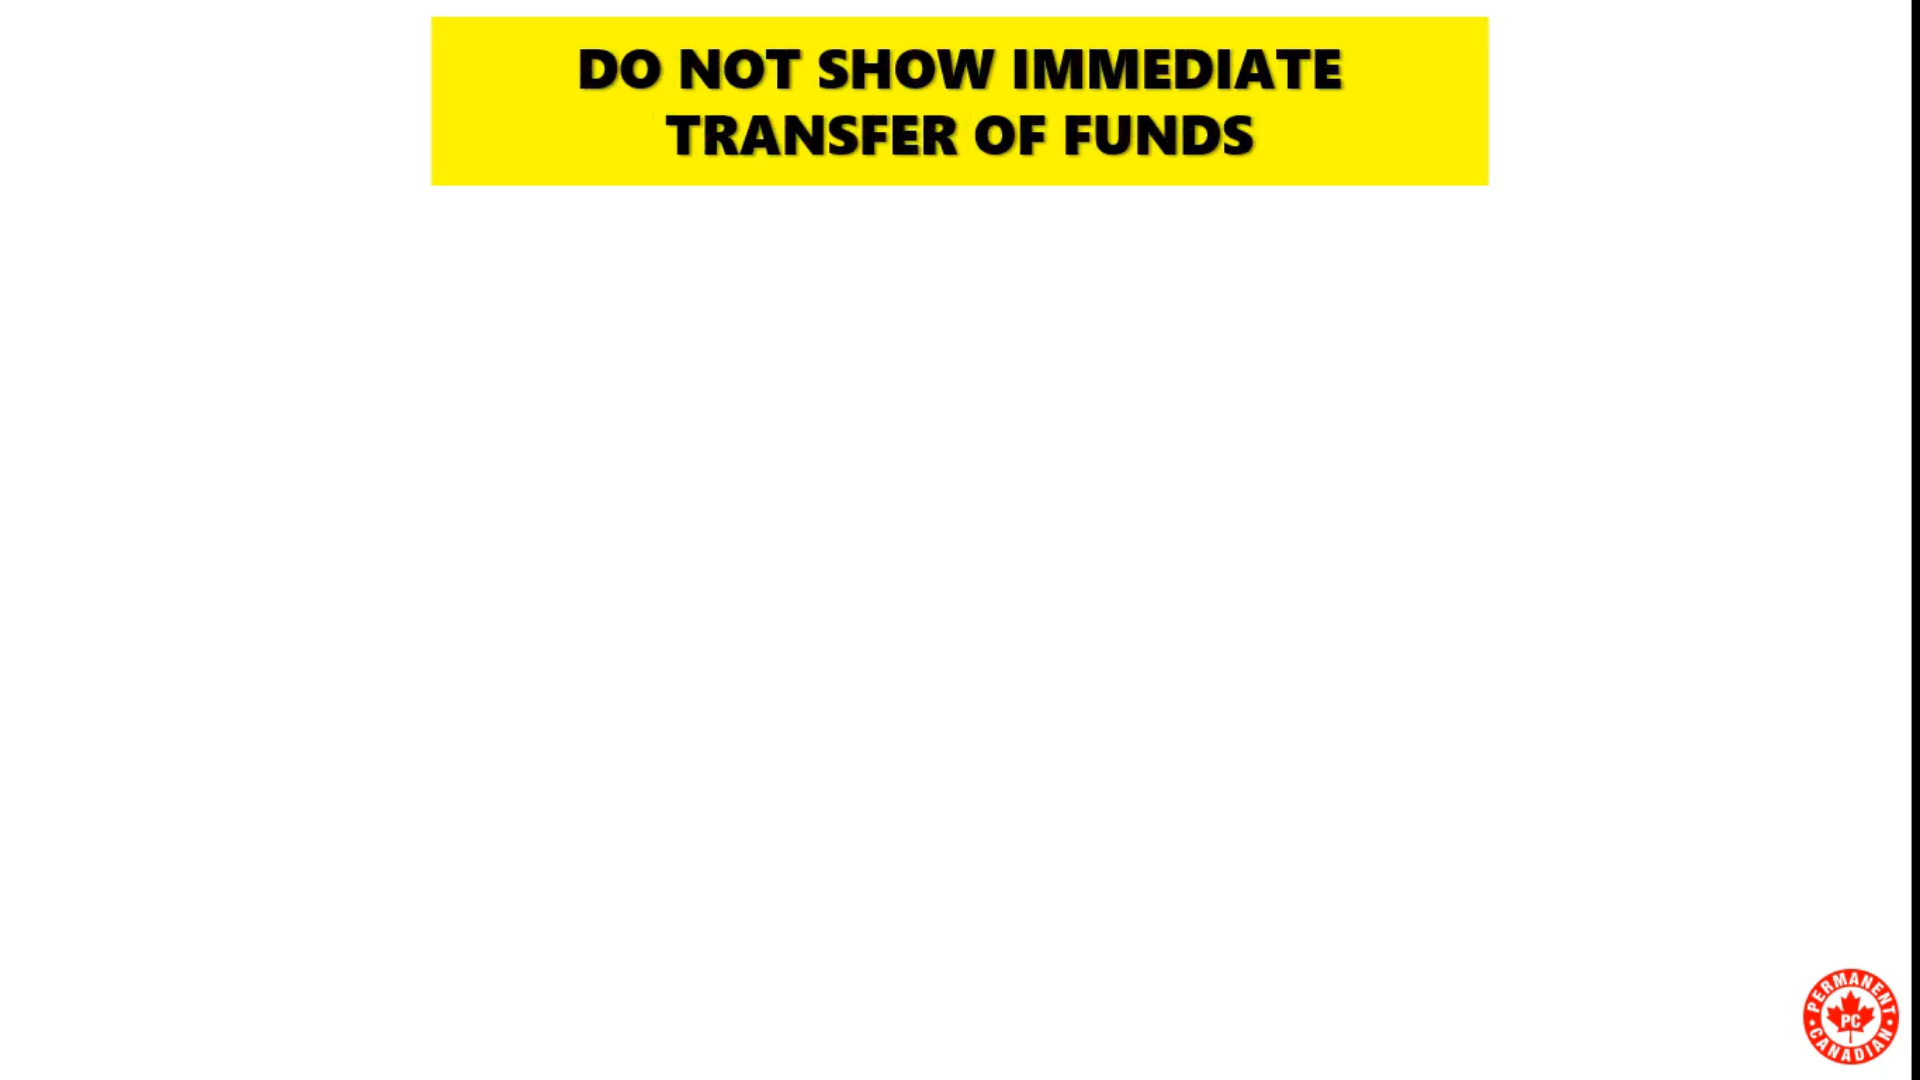 DO NOT SHOW IMMEDIATE
TRANSFER OF FUNDS
PERMANENT
PC
CANADIAN